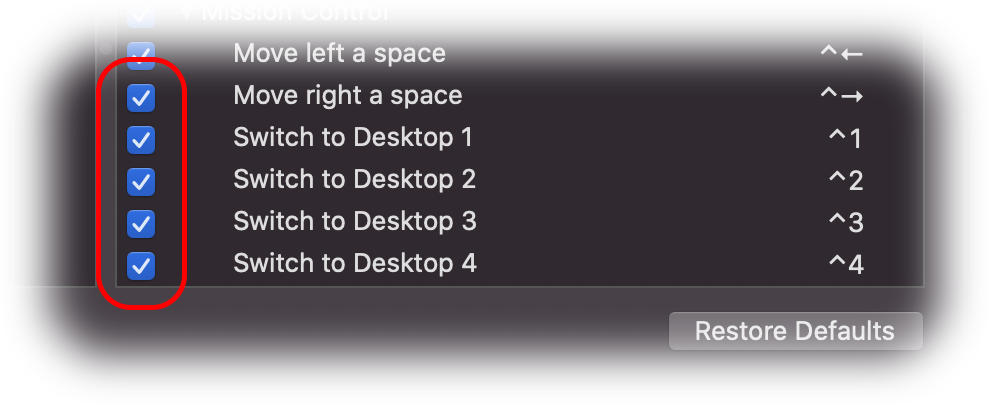 Mission Control
Move left a space ^←
Move right a space ^→
Switch to Desktop 1 ^1
Switch to Desktop 2 ^2
Switch to Desktop 3 ^3
Switch to Desktop 4 ^4
Restore Defaults